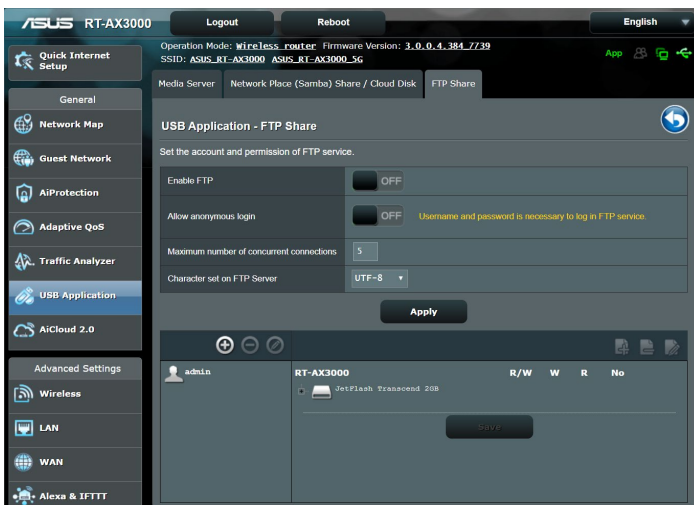 ASUS RT-AX3000 Logout Reboot English
Operation Mode: Wireless router Firmware Version: 3.0.0.4.384_7739
SSID: ASUS_RT-AX3000 ASUS_RT-AX3000_5G
App
Quick Internet Setup
General
Network Map
Guest Network
AiProtection
Adaptive QoS
Traffic Analyzer
USB Application
AiCloud 2.0
Advanced Settings
Wireless
LAN
WAN
Alexa & IFTTT
Media Server Network Place (Samba) Share / Cloud Disk FTP Share
USB Application - FTP Share
Set the account and permission of FTP service.
Enable FTP OFF
Allow anonymous login OFF Username and password is necessary to log in FTP service.
Maximum number of concurrent connections 5
Character set on FTP Server UTF-8
Apply
admin
RT-AX3000 R/W W R No
JetFlash Transcend 2GB
Save